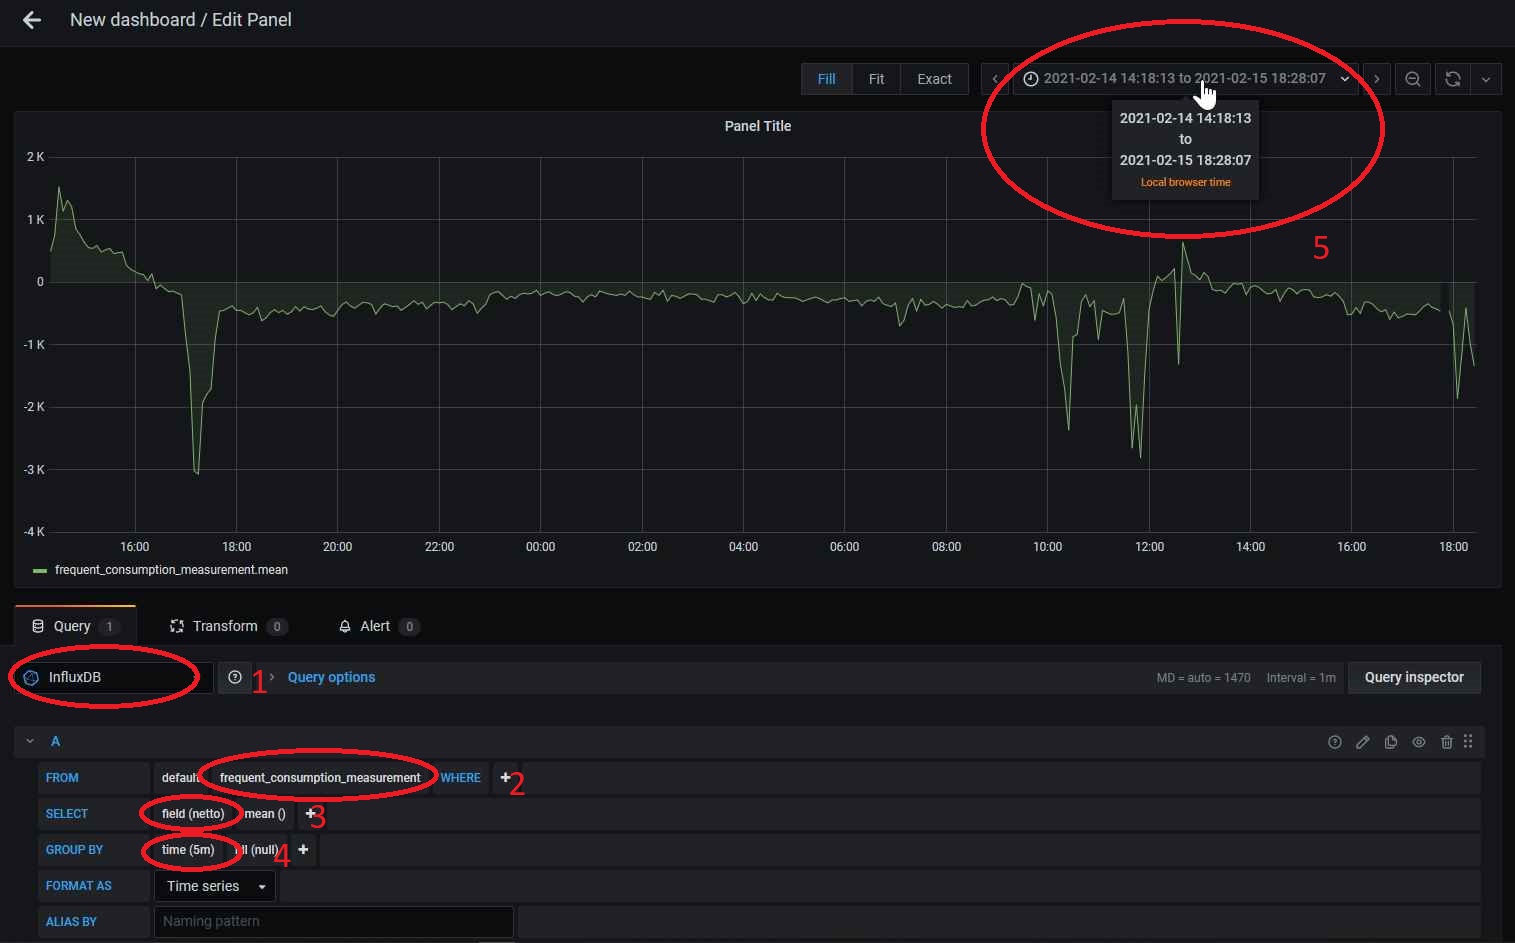 New dashboard / Edit Panel
Fill Fit Exact 2021-02-14 14:18:13 to 2021-02-15 18:28:07
2021-02-14 14:18:13
to
2021-02-15 18:28:07
Local browser time
5
Panel Title
2 K
1 K
0
-1 K
-2 K
-3 K
-4 K
16:00 18:00 20:00 22:00 00:00 02:00 04:00 06:00 08:00 10:00 12:00 14:00 16:00 18:00
frequent_consumption_measurement.mean
Query 1 Transform 0 Alert 0
InfluxDB 1 Query options MD = auto = 1470 Interval = 1m Query inspector
A
FROM default frequent_consumption_measurement WHERE + 2
SELECT field (netto) mean () + 3
GROUP BY time (5m) fill (null) 4 +
FORMAT AS Time series
ALIAS BY Naming pattern